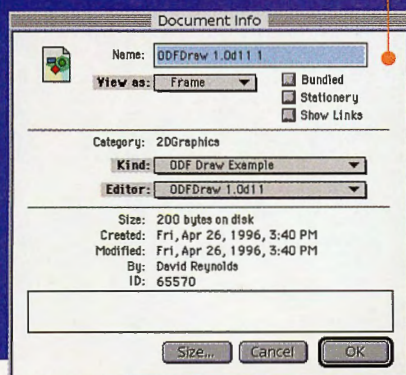 Document Info
Name: ODFDraw 1.0d11 1
View as: Frame
Bundled
Stationery
Show Links
Category: 2DGraphics
Kind: ODF Draw Example
Editor: ODFDraw 1.0d11
Size: 200 bytes on disk
Created: Fri, Apr 26, 1996, 3:40 PM
Modified: Fri, Apr 26, 1996, 3:40 PM
By: David Reynolds
ID: 65570
Size... Cancel OK